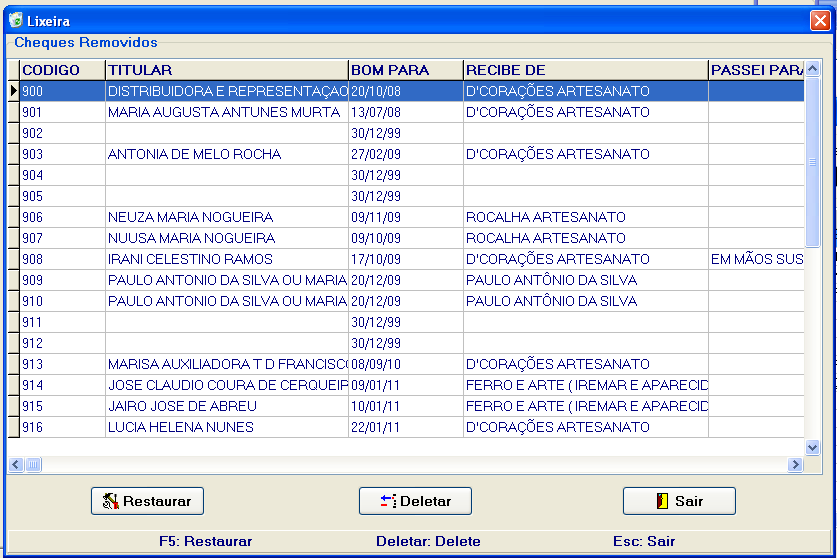 Lixeira
Cheques Removidos
CODIGO TITULAR BOM PARA RECIBE DE PASSEI PARA
900 DISTRIBUIDORA E REPRESENTAÇAO 20/10/08 D'CORAÇÕES ARTESANATO
901 MARIA AUGUSTA ANTUNES MURTA 13/07/08 D'CORAÇÕES ARTESANATO
902 30/12/99
903 ANTONIA DE MELO ROCHA 27/02/09 D'CORAÇÕES ARTESANATO
904 30/12/99
905 30/12/99
906 NEUZA MARIA NOGUEIRA 09/11/09 ROCALHA ARTESANATO
907 NUUSA MARIA NOGUEIRA 09/10/09 ROCALHA ARTESANATO
908 IRANI CELESTINO RAMOS 17/10/09 D'CORAÇÕES ARTESANATO EM MÃOS SUS
909 PAULO ANTONIO DA SILVA OU MARIA 20/12/09 PAULO ANTÔNIO DA SILVA
910 PAULO ANTONIO DA SILVA OU MARIA 20/12/09 PAULO ANTÔNIO DA SILVA
911 30/12/99
912 30/12/99
913 MARISA AUXILIADORA T D FRANCISCO 08/09/10 D'CORAÇÕES ARTESANATO
914 JOSE CLAUDIO COURA DE CERQUEIR 09/01/11 FERRO E ARTE ( IREMAR E APARECID
915 JAIRO JOSE DE ABREU 10/01/11 FERRO E ARTE ( IREMAR E APARECID
916 LUCIA HELENA NUNES 22/01/11 D'CORAÇÕES ARTESANATO
Restaurar Deletar Sair
F5: Restaurar Deletar: Delete Esc: Sair